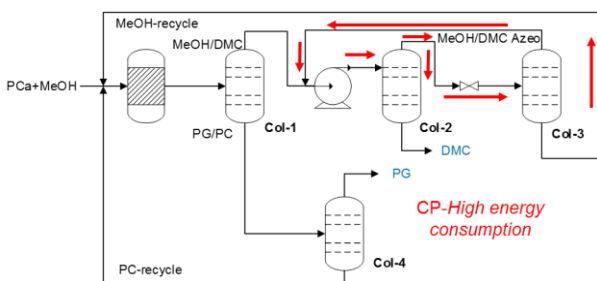 MeOH-recycle
MeOH/DMC
MeOH/DMC Azeo
PCa+MeOH
Col-1
Col-2
Col-3
PG/PC
DMC
PG
CP-High energy
consumption
Col-4
PC-recycle